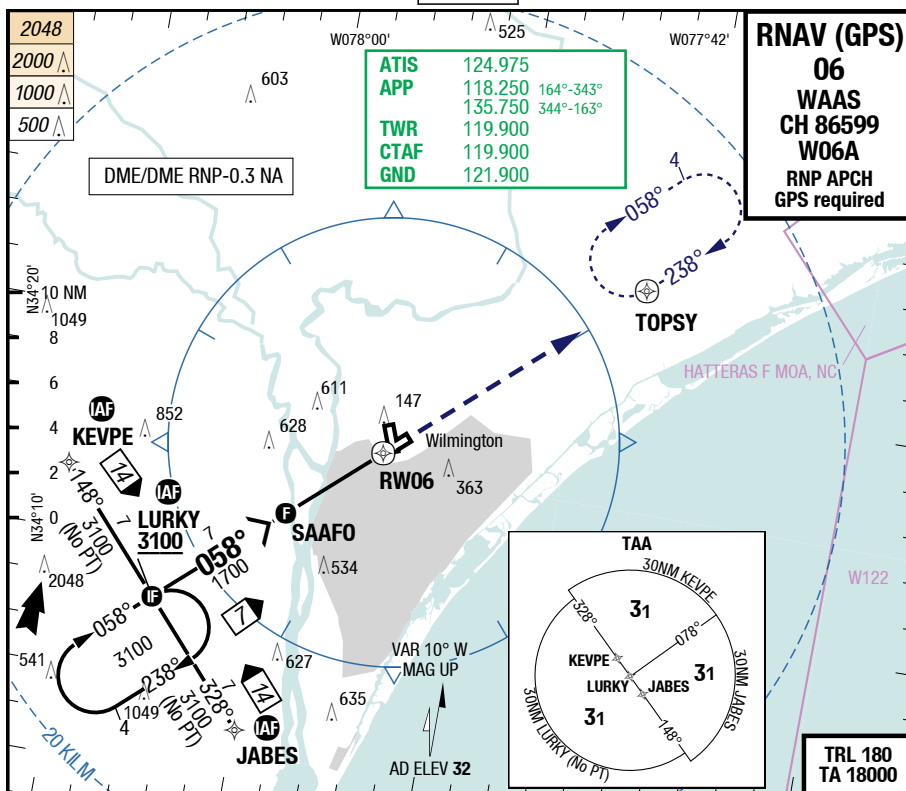 2048
2000
1000
500
603
525
W078°00'
W077°42'
ATIS 124.975
APP 118.250 164°-343°
135.750 344°-163°
TWR 119.900
CTAF 119.900
GND 121.900
RNAV (GPS)
06
WAAS
CH 86599
W06A
RNP APCH
GPS required
DME/DME RNP-0.3 NA
4
058°
238°
TOPSY
N34°20'
10 NM
1049
8
6
4
2
0
N34°10'
HATTERAS F MOA, NC
W122
611
147
852
628
Wilmington
363
RW06
IAF
KEVPE
14
148°
3100
(No PT)
7
IAF
LURKY
3100
058°
7
1700
F
SAAFO
534
2048
IF
058°
3100
238°
7
541
1049
4
328°
7
3100
(No PT)
14
IAF
JABES
627
635
20 KILM
VAR 10° W
MAG UP
AD ELEV 32
TAA
30NM KEVPE
31
328°
078°
KEVPE
LURKY
JABES
31
30NM JABES
31
148°
30NM LURKY (No PT)
TRL 180
TA 18000